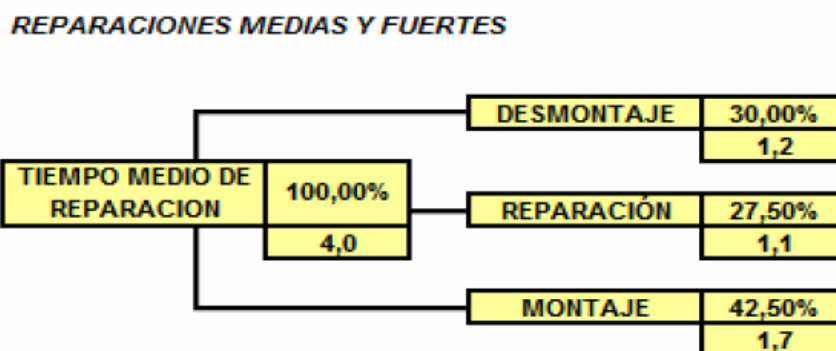 REPARACIONES MEDIAS Y FUERTES
DESMONTAJE 30,00%
1,2
TIEMPO MEDIO DE
REPARACION
100,00%
4,0
REPARACIÓN 27,50%
1,1
MONTAJE 42,50%
1,7